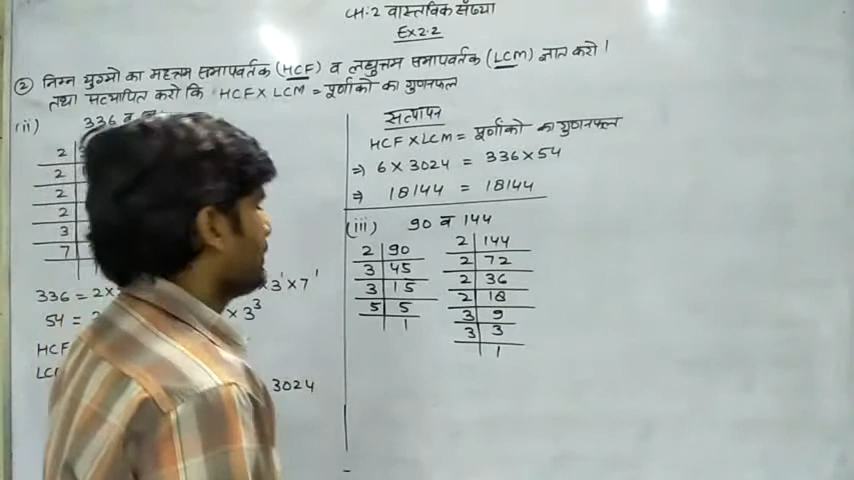 CH:2 वास्तविक संख्या
Ex 2.2
② निम्न युग्मो का महत्तम समापवर्तक (HCF) व लघुत्तम समापवर्तक (LCM) ज्ञात करो।
तथा सत्यापित करो कि HCF X LCM = पूर्णांको का गुणनफल
(ii) 336 व
2
2
2
2
3
7
336 = 2× ×3¹×7¹
54 = × 3³
HCF
LCM
3024
सत्यापन
HCF X LCM = पूर्णांको का गुणनफल
⇒ 6 × 3024 = 336 × 54
⇒ 18144 = 18144
(iii) 90 व 144
2 | 90
3 | 45
3 | 15
5 | 5
1
2 | 144
2 | 72
2 | 36
2 | 18
3 | 9
3 | 3
1